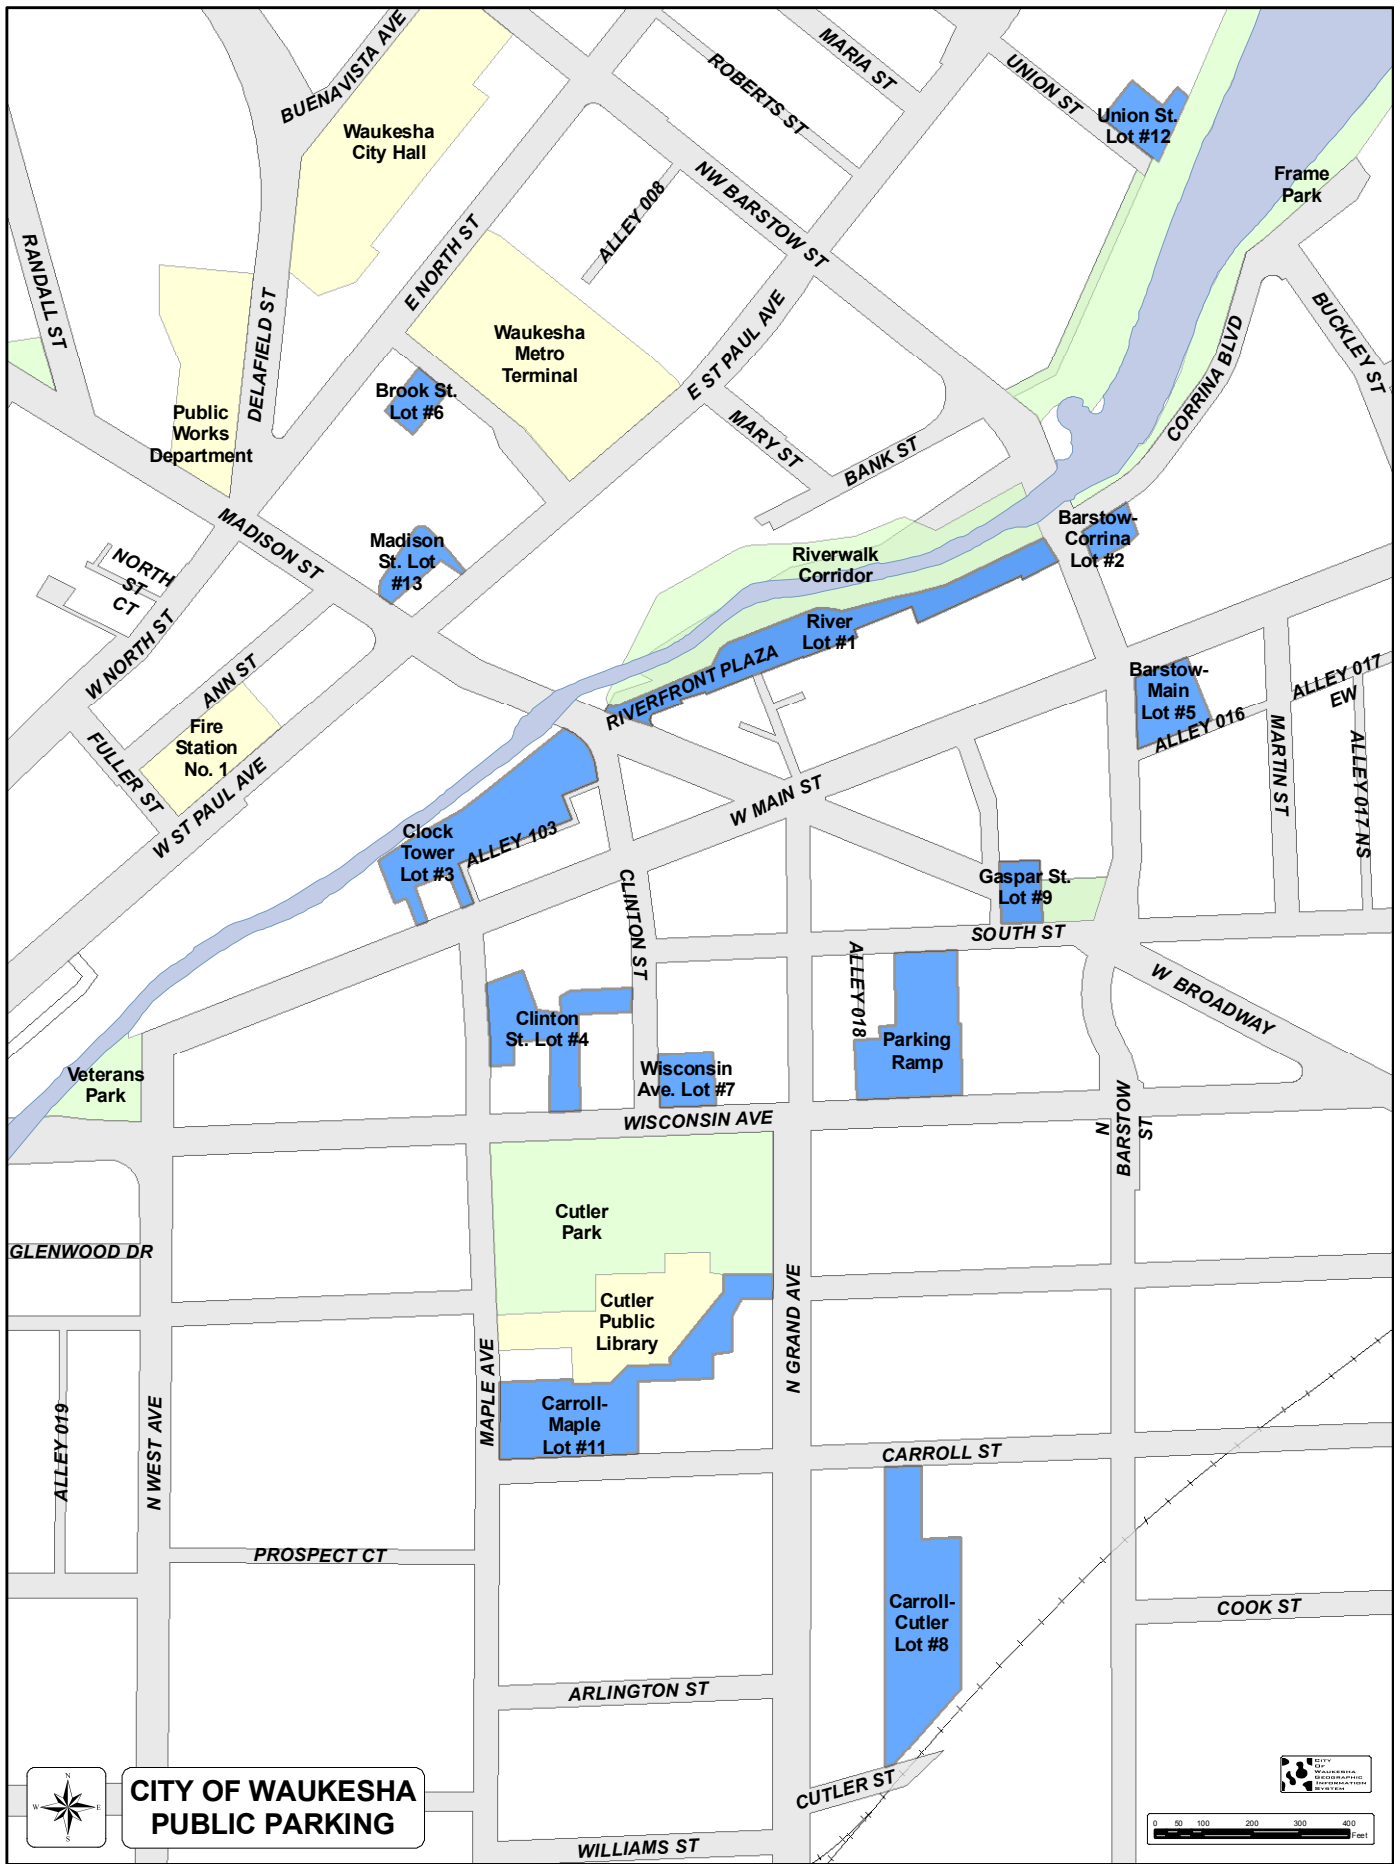 BUENAVISTA AVE
MARIA ST
ROBERTS ST
UNION ST
Union St.
Lot #12
Waukesha
City Hall
Frame
Park
NW BARSTOW ST
ALLEY 008
RANDALL ST
E NORTH ST
DELAFIELD ST
Waukesha
Metro
Terminal
E ST PAUL AVE
BUCKLEY ST
CORRINA BLVD
Brook St.
Lot #6
Public
Works
Department
MARY ST
BANK ST
MADISON ST
Madison
St. Lot
#13
Barstow-
Corrina
Lot #2
NORTH
ST
CT
Riverwalk
Corridor
River
Lot #1
W NORTH ST
ANN ST
RIVERFRONT PLAZA
Barstow-
Main
Lot #5
ALLEY 017
EW
ALLEY 016
Fire
Station
No. 1
FULLER ST
W ST PAUL AVE
MARTIN ST
ALLEY 017 NS
W MAIN ST
Clock
Tower
Lot #3
ALLEY 103
CLINTON ST
Gaspar St.
Lot #9
SOUTH ST
ALLEY 018
W BROADWAY
Clinton
St. Lot #4
Parking
Ramp
Wisconsin
Ave. Lot #7
Veterans
Park
WISCONSIN AVE
N
BARSTOW
ST
Cutler
Park
GLENWOOD DR
Cutler
Public
Library
N GRAND AVE
MAPLE AVE
ALLEY 019
N WEST AVE
Carroll-
Maple
Lot #11
CARROLL ST
PROSPECT CT
Carroll-
Cutler
Lot #8
COOK ST
ARLINGTON ST
CUTLER ST
WILLIAMS ST
N
W E
S
CITY OF WAUKESHA
PUBLIC PARKING
CITY
OF
WAUKESHA
GEOGRAPHIC
INFORMATION
SYSTEM
0 50 100 200 300 400
Feet